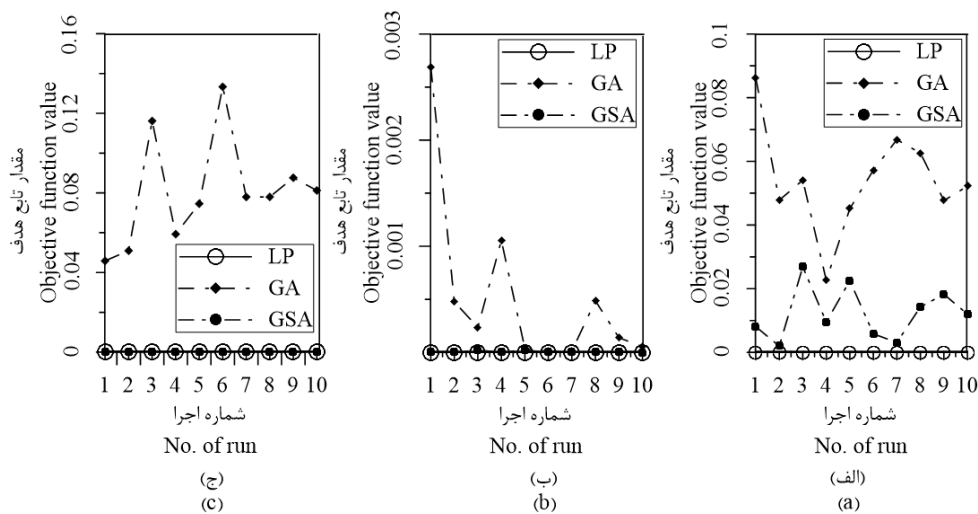 0.16
0.12
0.08
0.04
0
مقدار تابع هدف
Objective function value
LP
GA
GSA
1 2 3 4 5 6 7 8 9 10
شماره اجرا
No. of run
(ج)
(c)
0.003
0.002
0.001
مقدار تابع هدف
Objective function value
LP
GA
GSA
1 2 3 4 5 6 7 8 9 10
شماره اجرا
No. of run
(ب)
(b)
0.1
0.08
0.06
0.04
0.02
0
مقدار تابع هدف
Objective function value
LP
GA
GSA
1 2 3 4 5 6 7 8 9 10
شماره اجرا
No. of run
(الف)
(a)